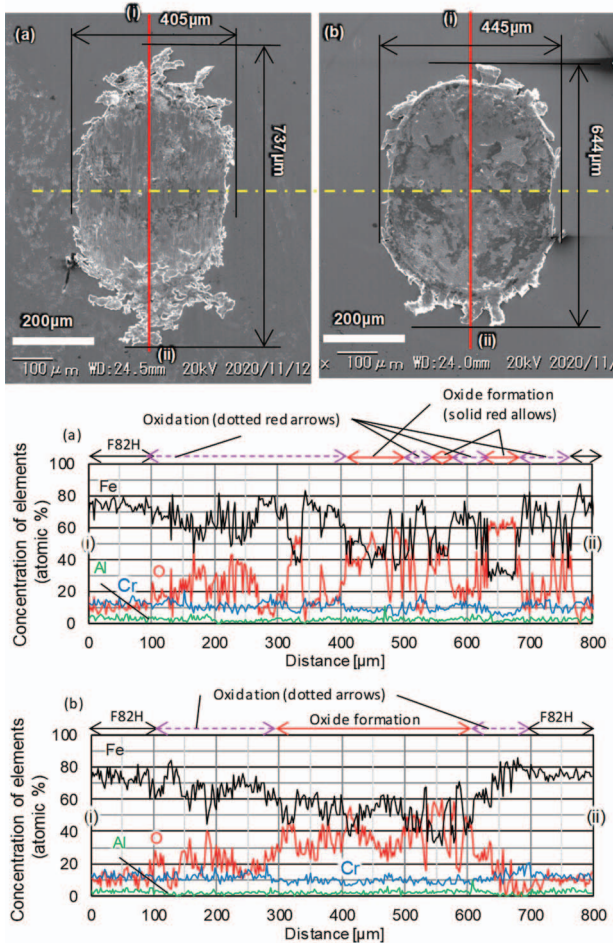 (i)
405µm
(a)
737µm
200µm
(ii)
100µm WD:24.5mm 20kV 2020/11/12
(i)
445µm
(b)
644µm
200µm
(ii)
× 100µm WD:24.0mm 20kV 2020/11
Oxide formation
(solid red allows)
Oxidation (dotted red arrows)
(a)
F82H
Concentration of elements
(atomic %)
100
80
60
40
20
0
Fe
(i)
(ii)
Al
O
Cr
0 100 200 300 400 500 600 700 800
Distance [µm]
Oxidation (dotted arrows)
(b)
F82H
Oxide formation
F82H
Concentration of elements
(atomic %)
100
80
60
40
20
0
Fe
(i)
(ii)
Al
O
Cr
0 100 200 300 400 500 600 700 800
Distance [µm]